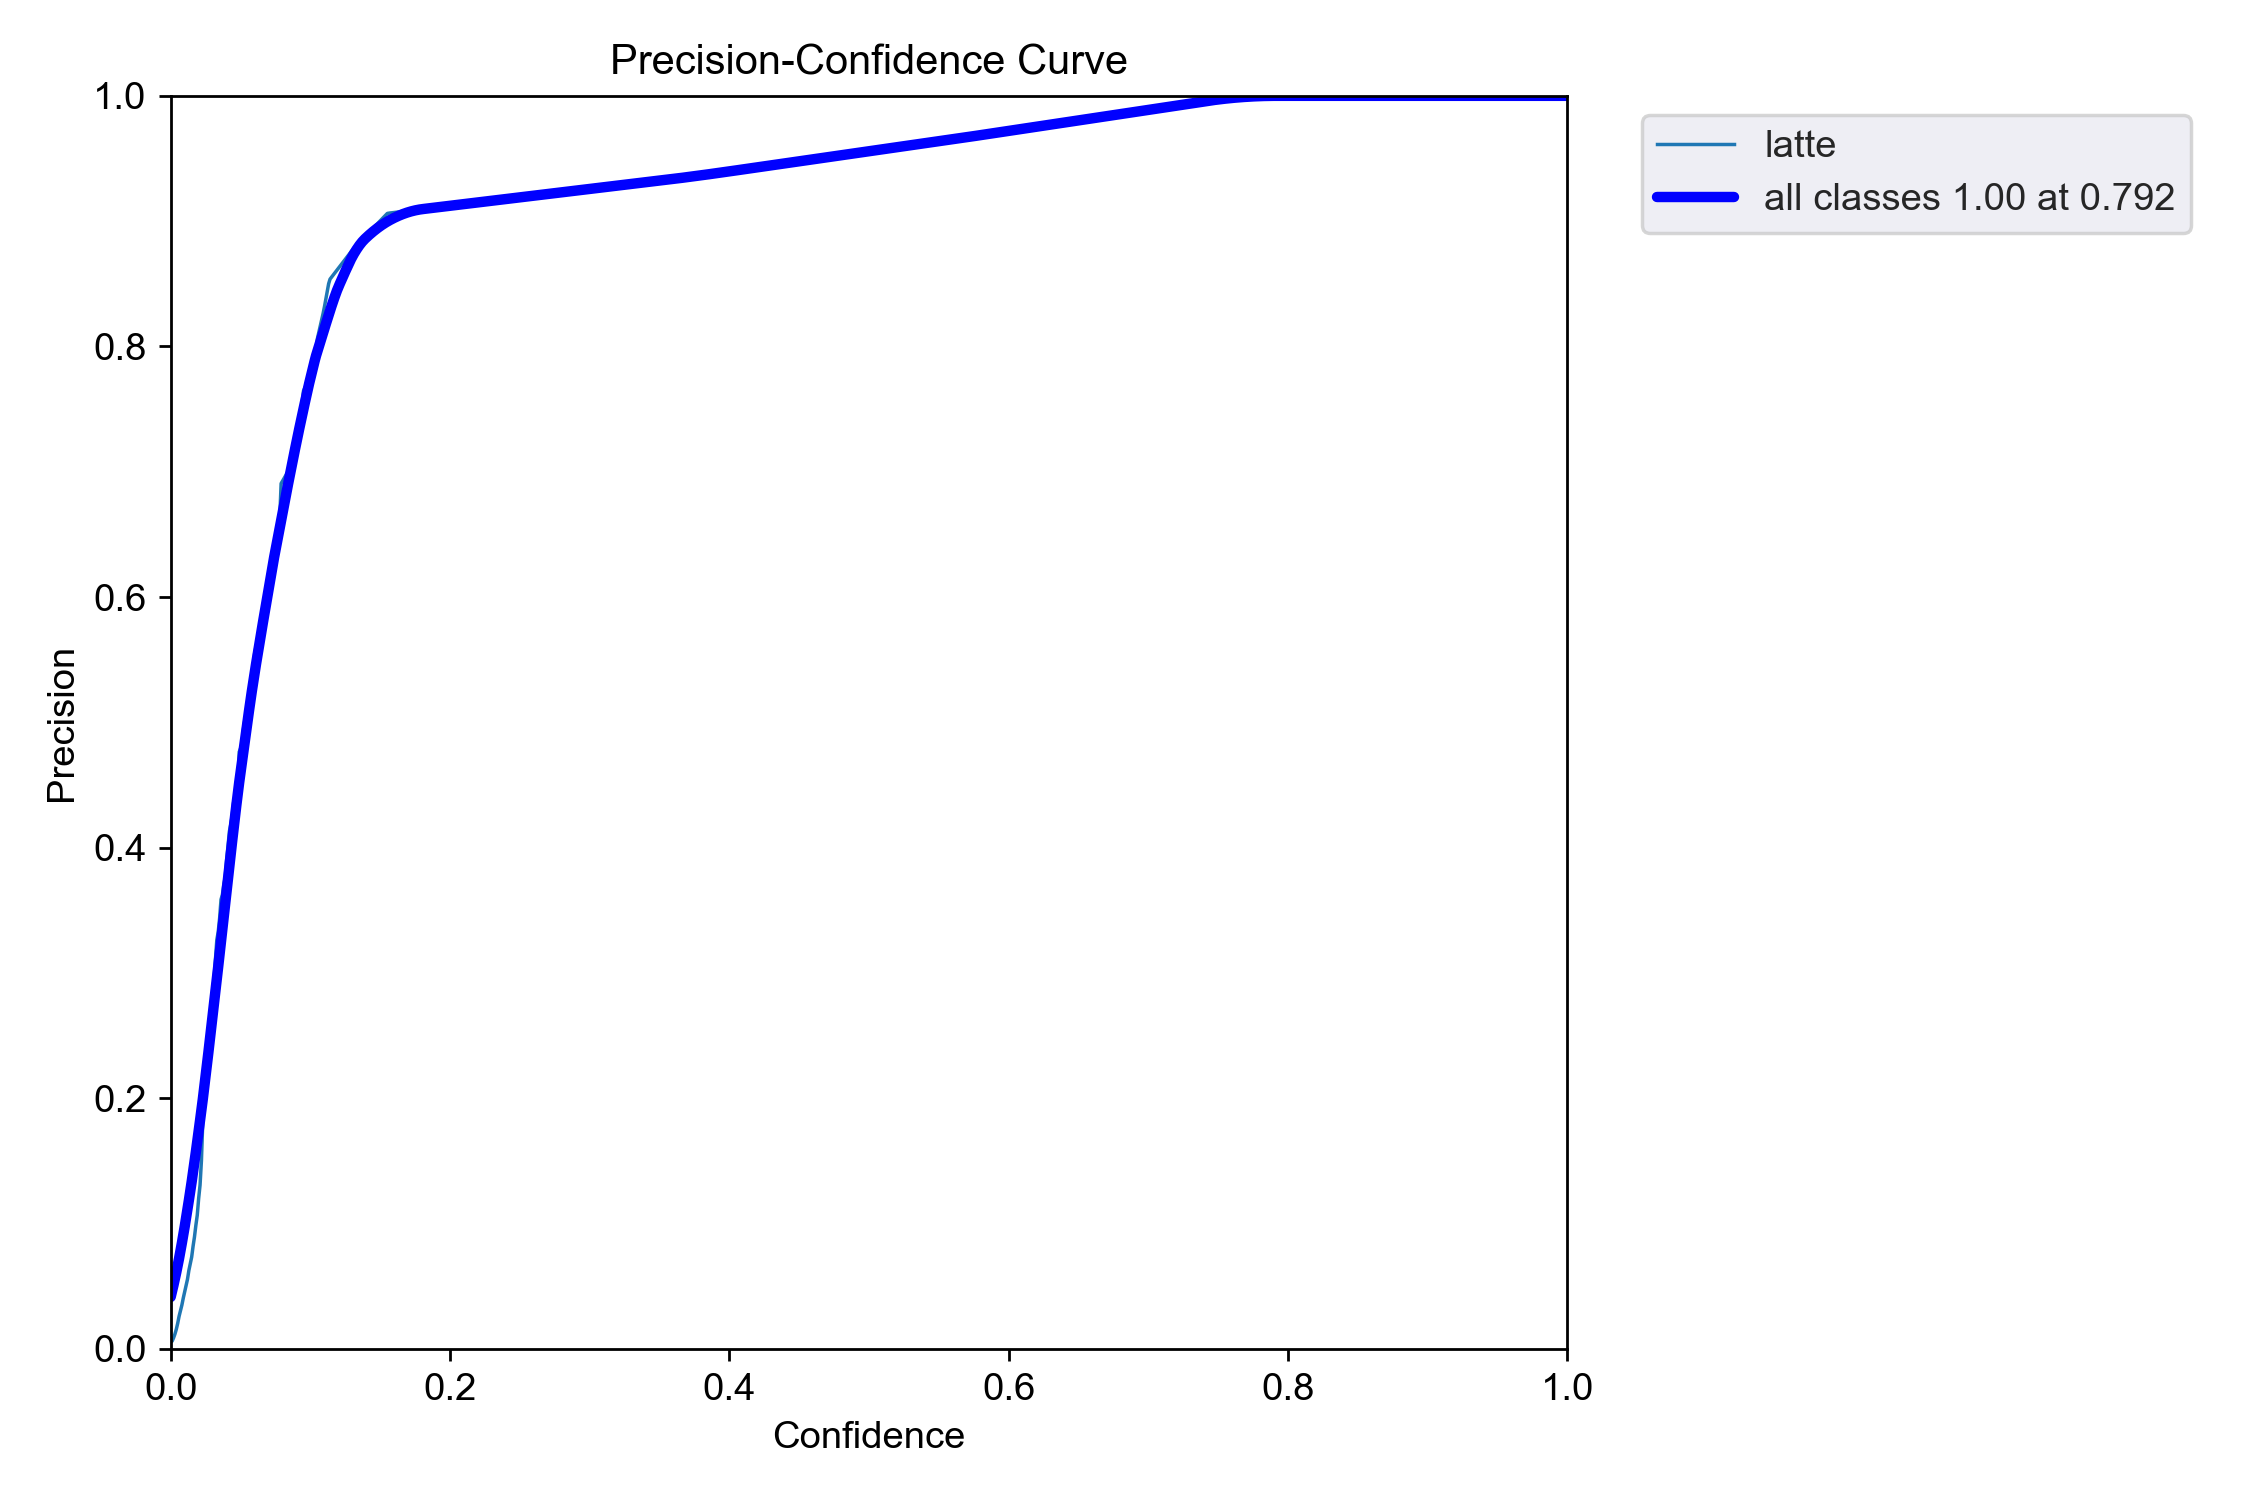 Precision-Confidence Curve
1.0
0.8
0.6
0.4
0.2
0.0
Precision
0.0 0.2 0.4 0.6 0.8 1.0
Confidence
latte
all classes 1.00 at 0.792